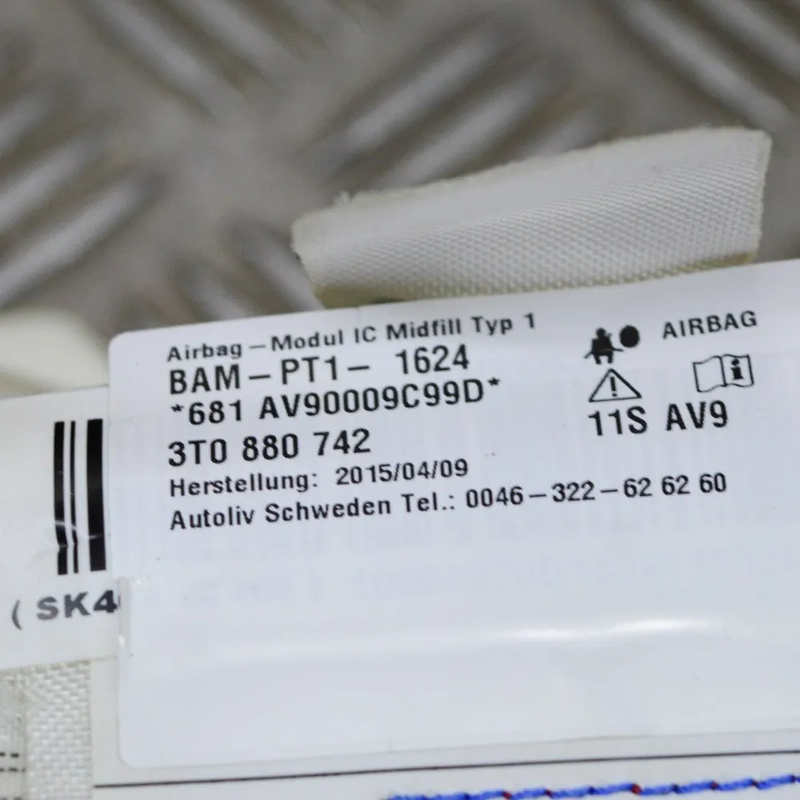 Airbag – Modul IC Midfill Typ 1
BAM – PT1 – 1624
*681 AV90009C99D*
3T0 880 742
Herstellung: 2015/04/09
Autoliv Schweden Tel.: 0046-322-62 62 60
AIRBAG
11S AV9
(SK4